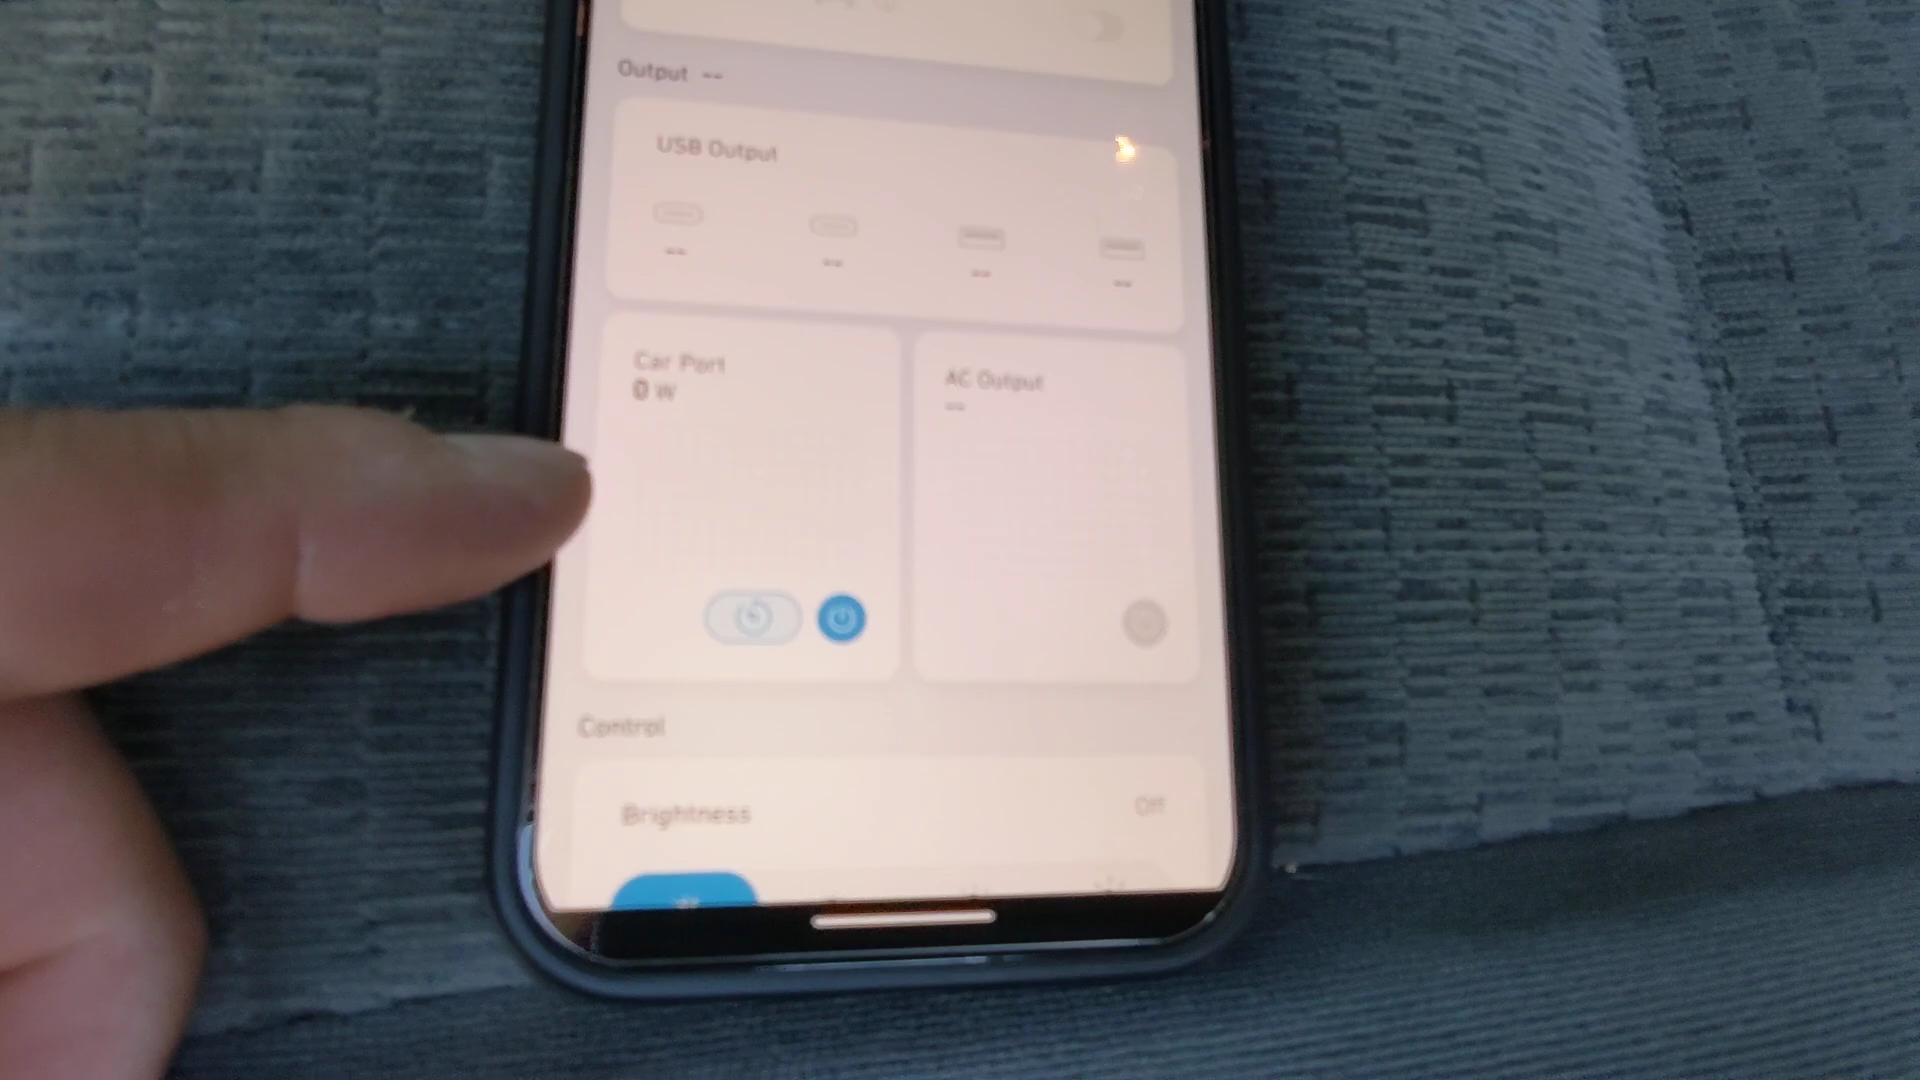 Output --
USB Output
-- -- -- --
Car Port
0 W
AC Output
--
Control
Brightness
Off